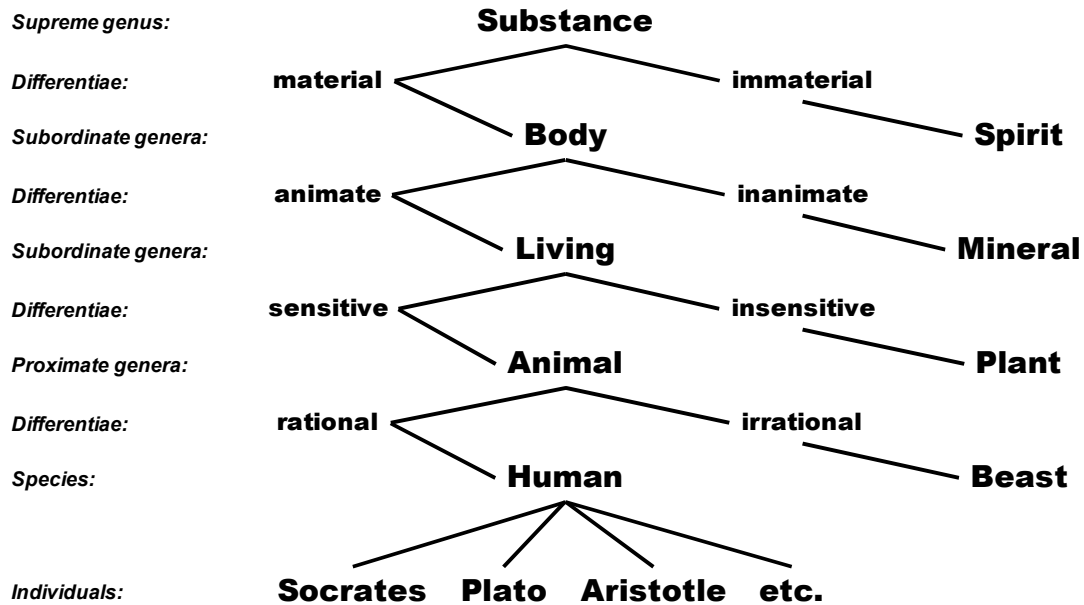 Supreme genus: Substance
Differentiae: material immaterial
Subordinate genera: Body Spirit
Differentiae: animate inanimate
Subordinate genera: Living Mineral
Differentiae: sensitive insensitive
Proximate genera: Animal Plant
Differentiae: rational irrational
Species: Human Beast
Individuals: Socrates Plato Aristotle etc.